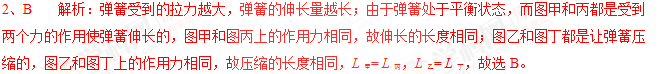 2、B 解析：弹簧受到的拉力越大，弹簧的伸长量越长；由于弹簧处于平衡状态，而图甲和丙都是受到
两个力的作用使弹簧伸长的，图甲和图丙上的作用力相同，故伸长的长度相同；图乙和图丁都是让弹簧压
缩的，图乙和图丁上的作用力相同，故压缩的长度相同，L甲=L丙，L乙=L丁，故选 B。